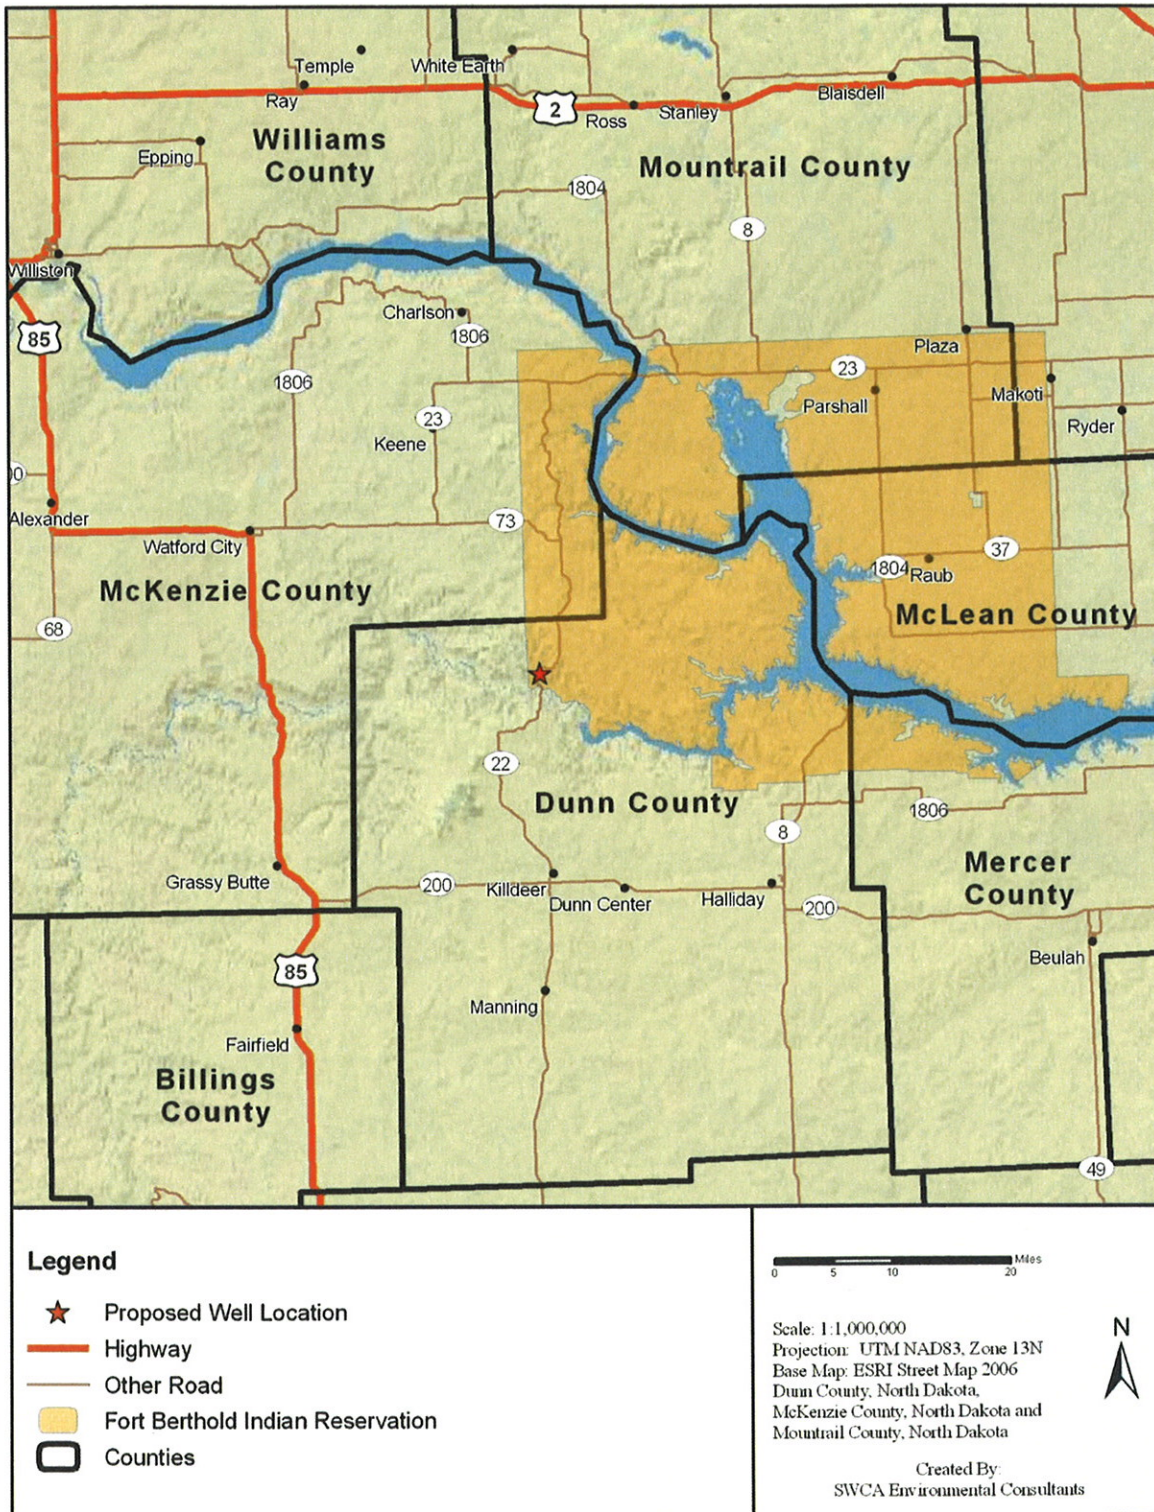 Temple
White Earth
Ray
2
Ross
Stanley
Blaisdell
Williams
County
Epping
Mountrail County
1804
8
Williston
85
Charlson
1806
Plaza
1806
23
Makoti
Parshall
23
Keene
Ryder
Alexander
73
Watford City
37
1804
Raub
McKenzie County
McLean County
68
22
Dunn County
1806
8
Mercer
County
Grassy Butte
200
Killdeer
Dunn Center
Halliday
200
Beulah
85
Manning
Fairfield
Billings
County
49
Legend
Proposed Well Location
Highway
Other Road
Fort Berthold Indian Reservation
Counties
Miles
0 5 10 20
Scale: 1:1,000,000
Projection: UTM NAD83, Zone 13N
Base Map: ESRI Street Map 2006
Dunn County, North Dakota,
McKenzie County, North Dakota and
Mountrail County, North Dakota
N
Created By:
SWCA Environmental Consultants